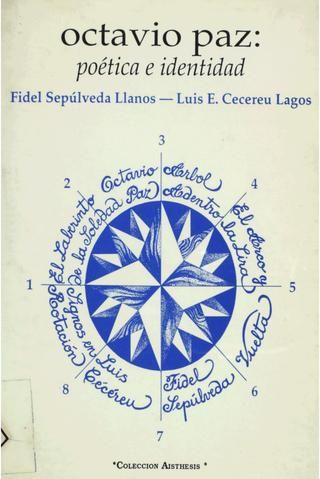 octavio paz:
poética e identidad
Fidel Sepúlveda Llanos — Luis E. Cecereu Lagos
3
2
4
Octavio Paz
Arbol Adentro
El Laberinto de la Soledad
El Arco y la Lira
1
5
Signos en Rotación
Vuelta
Luis Cecéreu
Fidel Sepúlveda
8
6
7
*COLECCION AISTHESIS *